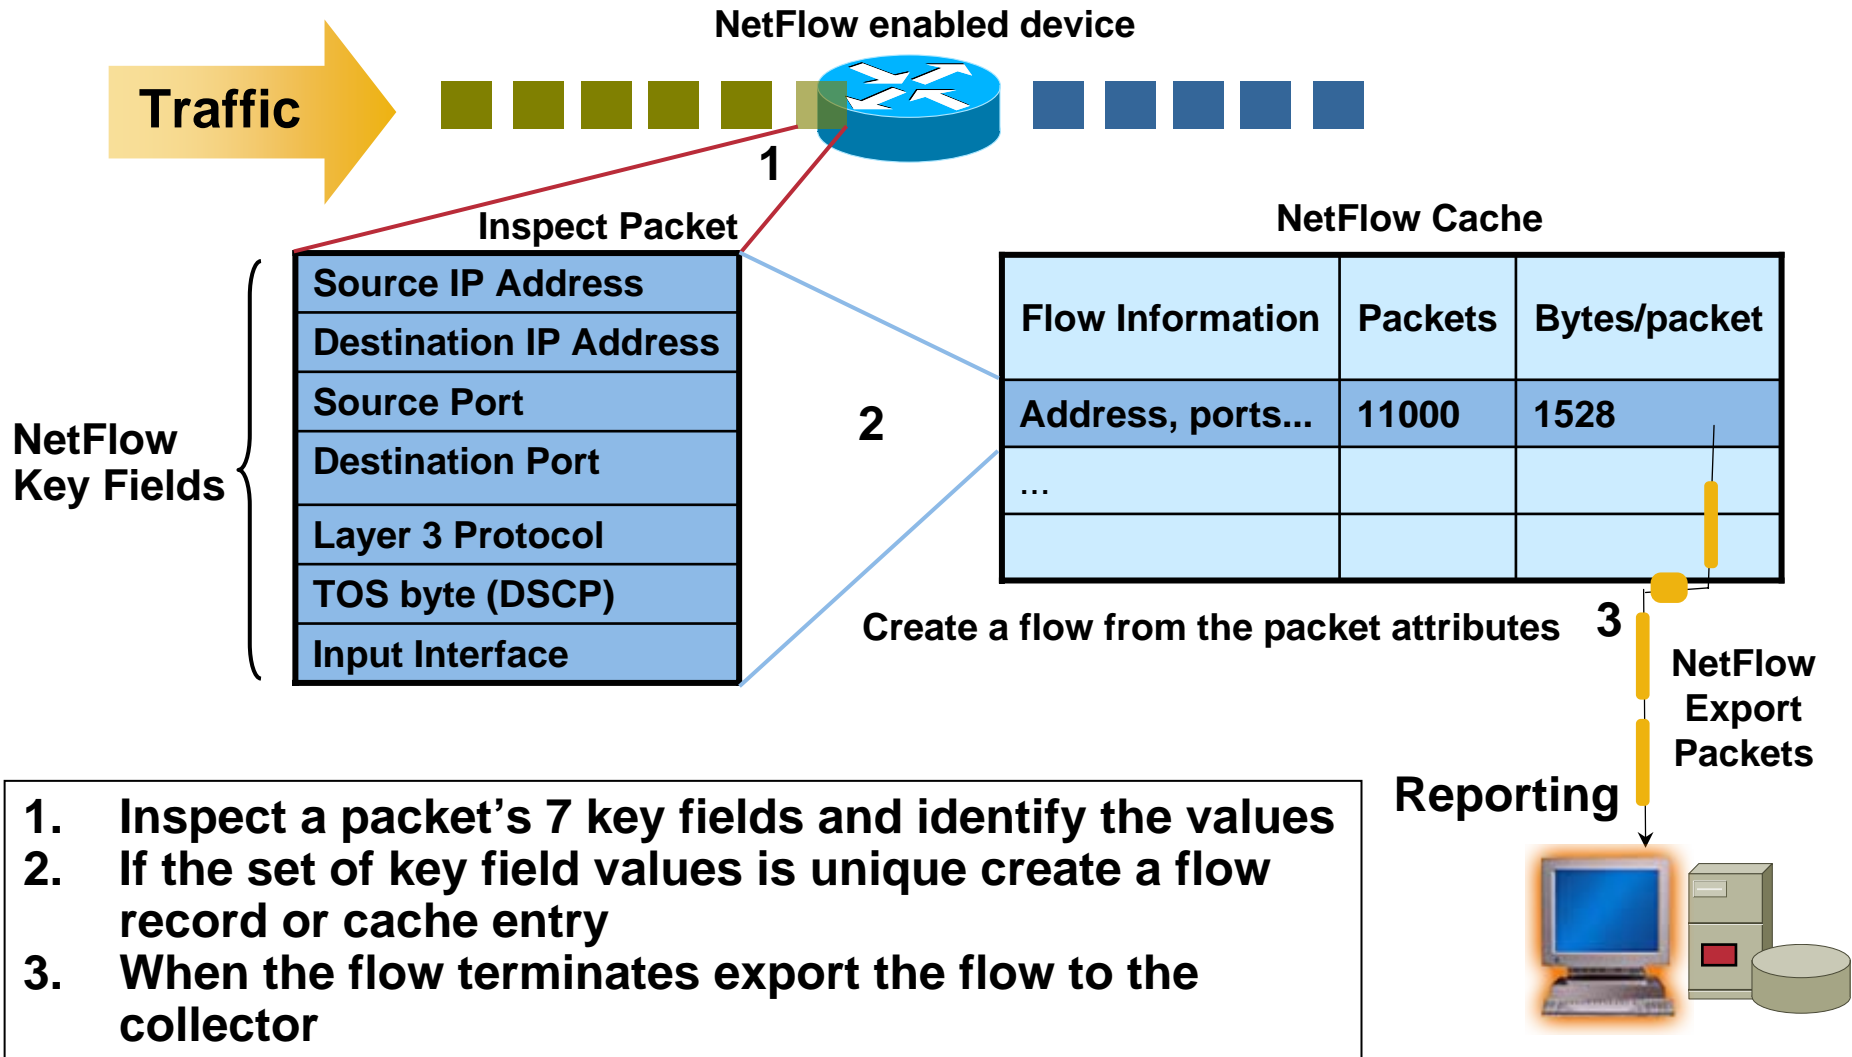 NetFlow enabled device
Traffic
1
Inspect Packet
NetFlow Cache
Source IP Address
Destination IP Address
Source Port
Destination Port
Layer 3 Protocol
TOS byte (DSCP)
Input Interface
NetFlow
Key Fields
2
Flow Information Packets Bytes/packet
Address, ports... 11000 1528
...
Create a flow from the packet attributes
3
NetFlow
Export
Packets
Reporting
1. Inspect a packet’s 7 key fields and identify the values
2. If the set of key field values is unique create a flow
record or cache entry
3. When the flow terminates export the flow to the
collector